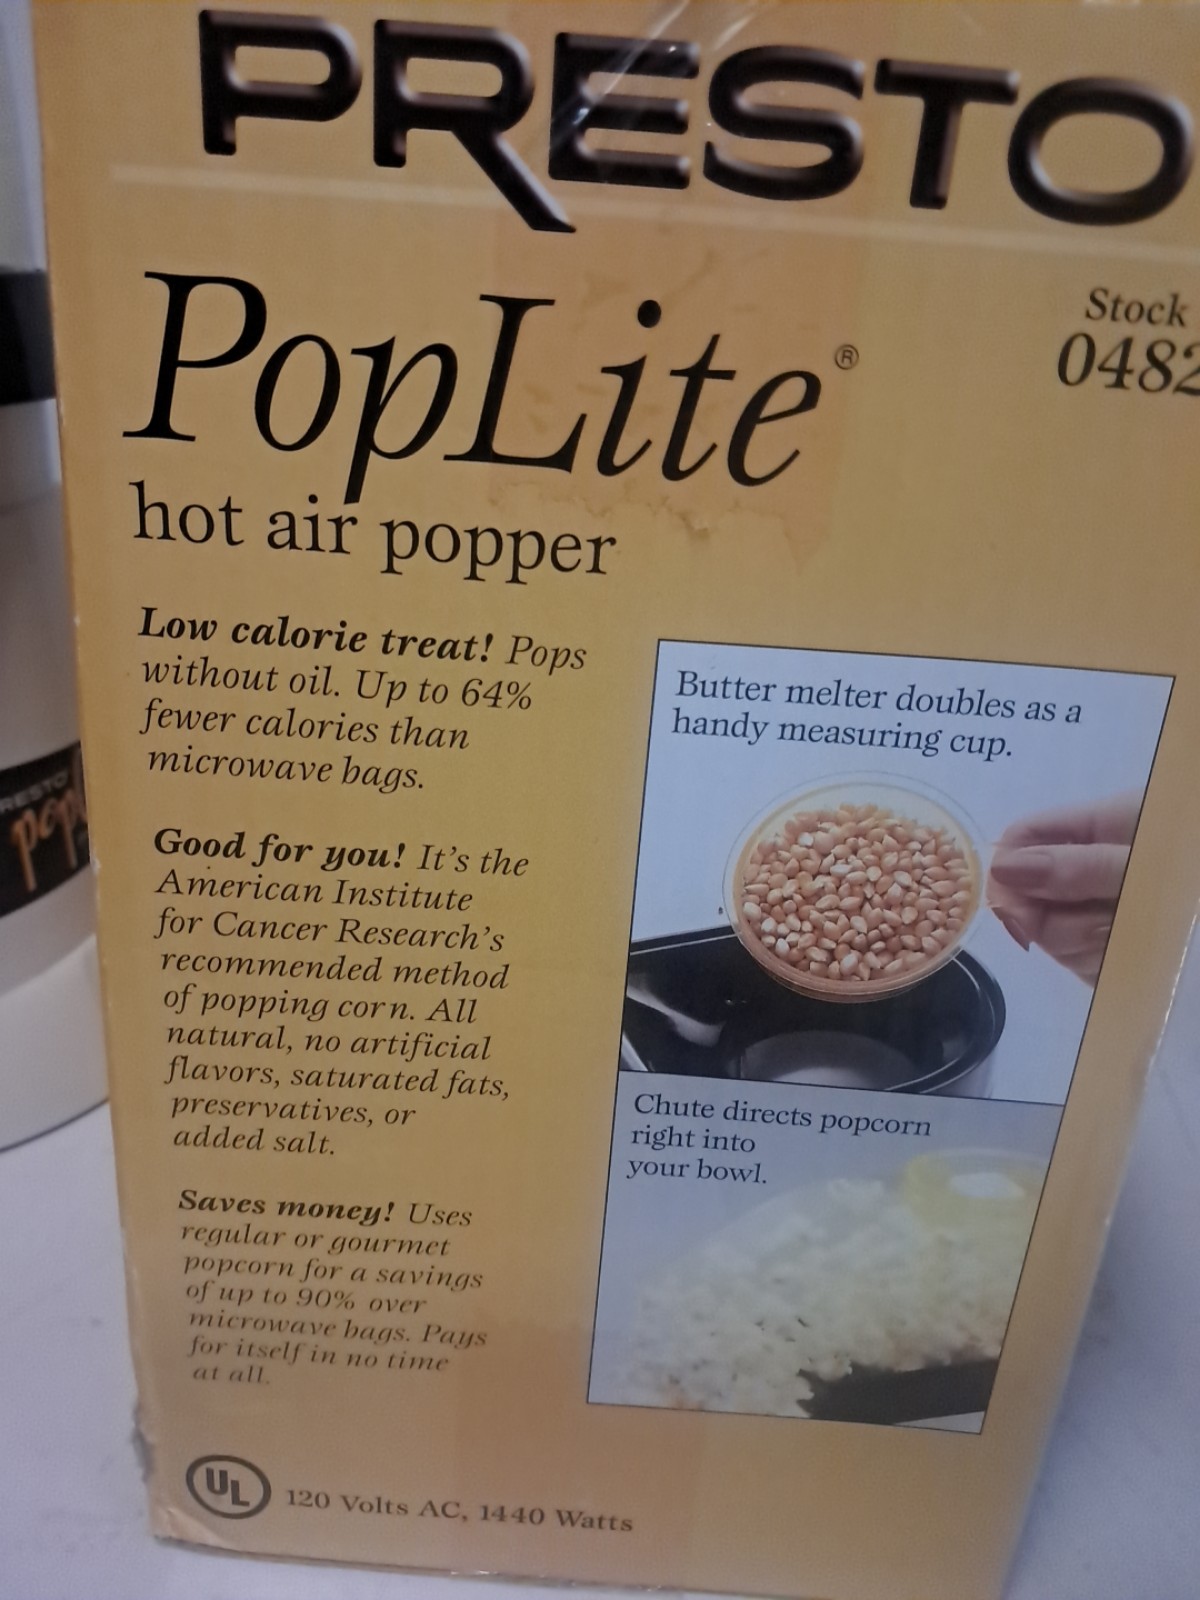 PRESTO
PopLite®
hot air popper
Stock
0482
Low calorie treat! Pops
without oil. Up to 64%
fewer calories than
microwave bags.
Good for you! It's the
American Institute
for Cancer Research's
recommended method
of popping corn. All
natural, no artificial
flavors, saturated fats,
preservatives, or
added salt.
Saves money! Uses
regular or gourmet
popcorn for a savings
of up to 90% over
microwave bags. Pays
for itself in no time
at all.
Butter melter doubles as a
handy measuring cup.
Chute directs popcorn
right into
your bowl.
UL 120 Volts AC, 1440 Watts
RESTO
pop